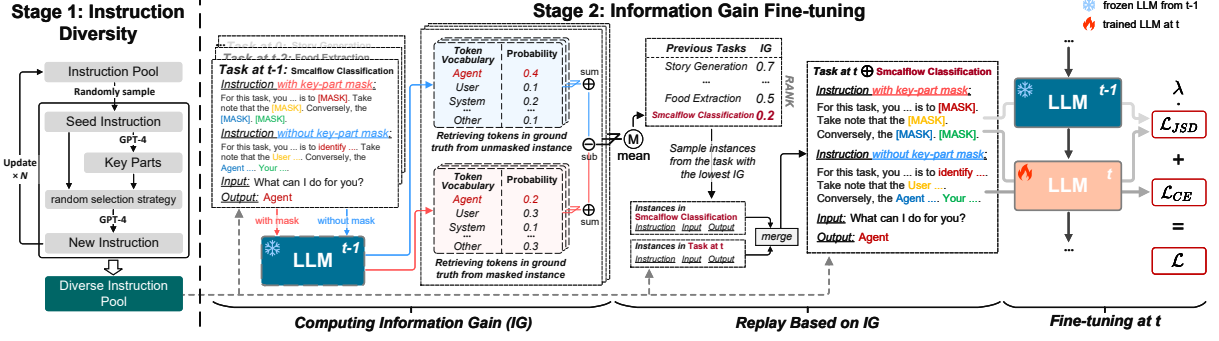 Stage 1: Instruction
Diversity
Instruction Pool
Randomly sample
Seed Instruction
GPT-4
Key Parts
Update
× N
random selection strategy
GPT-4
New Instruction
Diverse Instruction
Pool
Stage 2: Information Gain Fine-tuning
Task at t-2: Food Extraction
Task at t-1: Smcalflow Classification
Instruction with key-part mask:
For this task, you ... is to [MASK]. Take
note that the [MASK]. Conversely, the
[MASK]. [MASK].
Instruction without key-part mask:
For this task, you ... is to identify .... Take
note that the User .... Conversely, the
Agent .... Your ....
Input: What can I do for you?
Output: Agent
with mask
without mask
LLM t-1
Token
Vocabulary
Probability
Agent 0.4
User 0.1
System 0.2
... ...
Other 0.1
Retrieving tokens in ground
truth from unmasked instance
Token
Vocabulary
Probability
Agent 0.2
User 0.3
System 0.1
... ...
Other 0.3
Retrieving tokens in ground
truth from masked instance
sum
sub
sum
M
mean
Computing Information Gain (IG)
Previous Tasks IG
Story Generation 0.7
... ...
Food Extraction 0.5
Smcalflow Classification 0.2
RANK
Sample instances
from the task with
the lowest IG
Instances in
Smcalflow Classification
Instruction Input Output
Instances in Task at t
Instruction Input Output
merge
Task at t ⊕ Smcalflow Classification
Instruction with key-part mask:
For this task, you ... is to [MASK].
Take note that the [MASK].
Conversely, the [MASK]. [MASK].
Instruction without key-part mask:
For this task, you ... is to identify ....
Take note that the User ....
Conversely, the Agent .... Your ....
Input: What can I do for you?
Output: Agent
Replay Based on IG
frozen LLM from t-1
trained LLM at t
...
LLM t-1
LLM t
...
λ
·
ℒJSD
+
ℒCE
=
ℒ
Fine-tuning at t